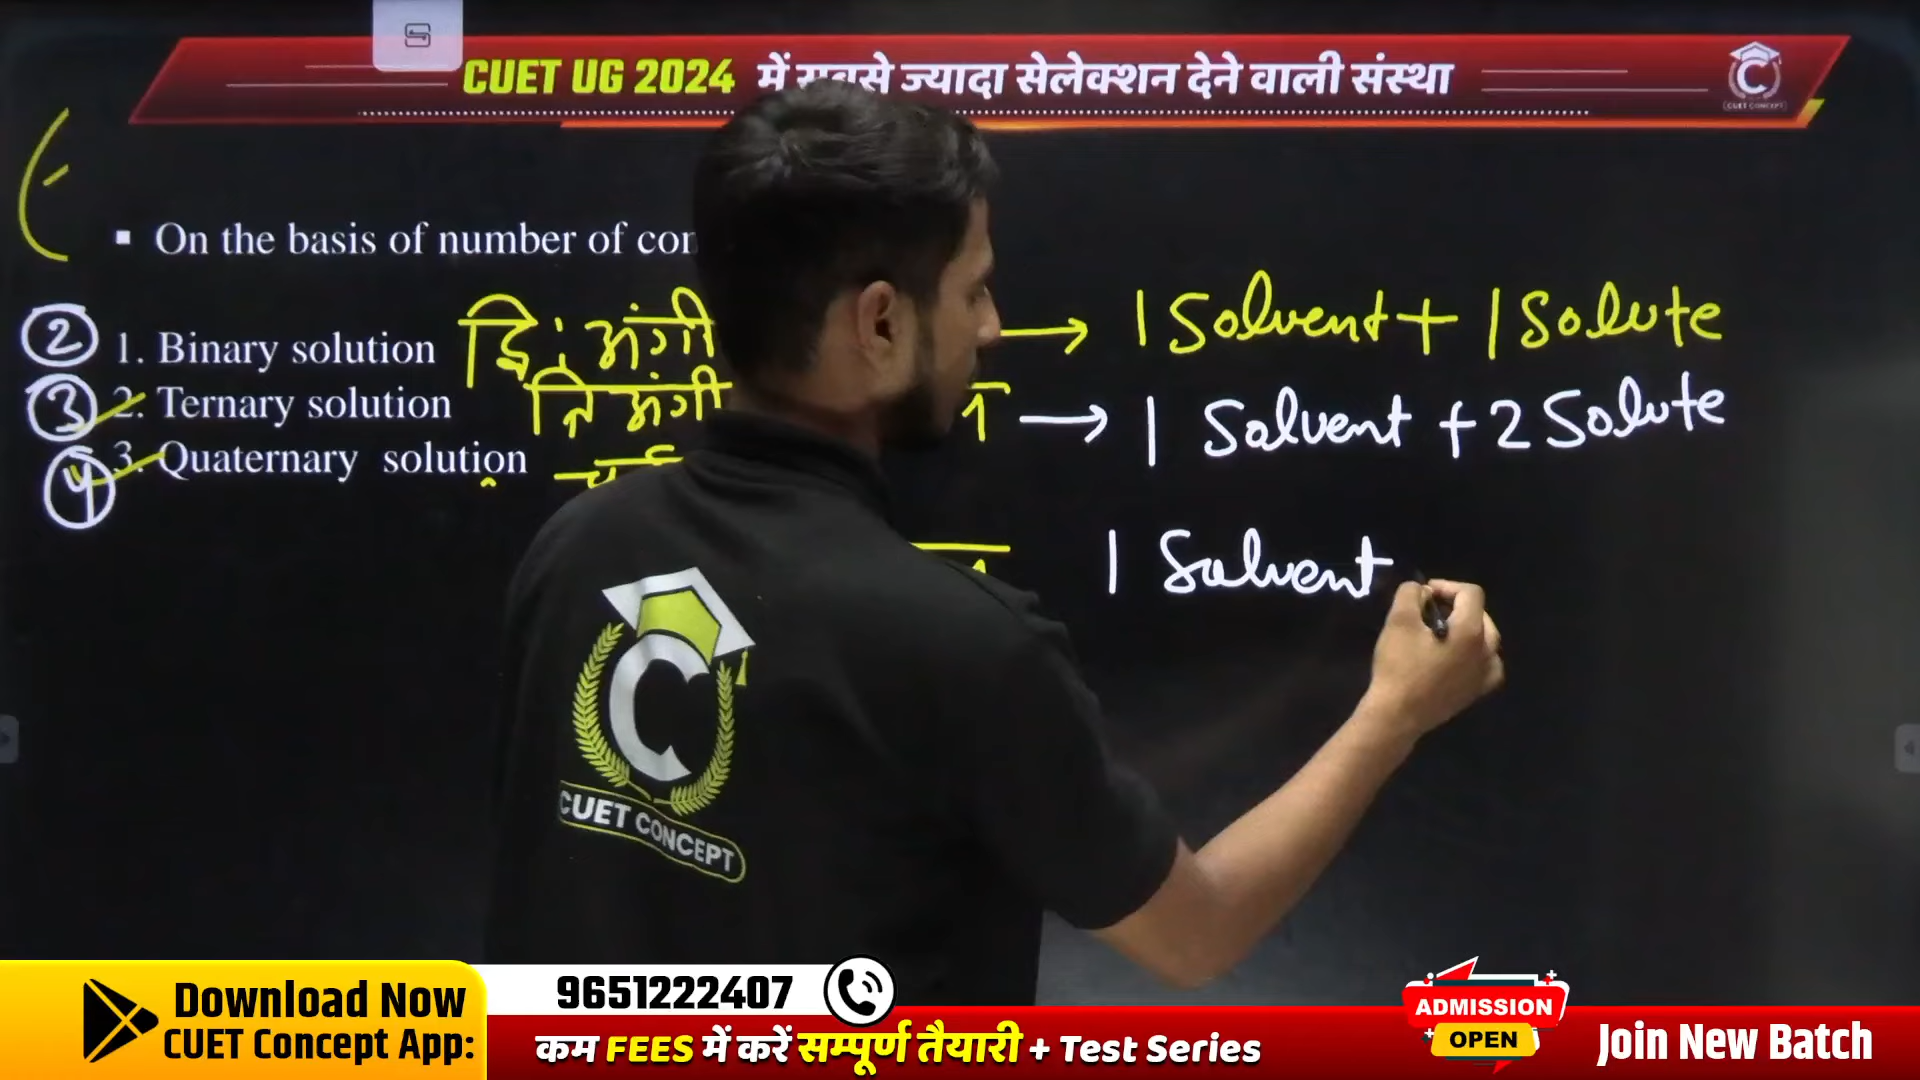 CUET UG 2024 में सबसे ज्यादा सेलेक्शन देने वाली संस्था
CUET CONCEPT
▪ On the basis of number of
2 1. Binary solution द्विअंगी → 1 Solvent + 1 Solute
3 2. Ternary solution त्रिअंगी → 1 Solvent + 2 Solute
4 3. Quaternary solution
1 Solvent
CUET CONCEPT
Download Now
CUET Concept App:
9651222407
कम FEES में करें सम्पूर्ण तैयारी + Test Series
ADMISSION
OPEN
Join New Batch